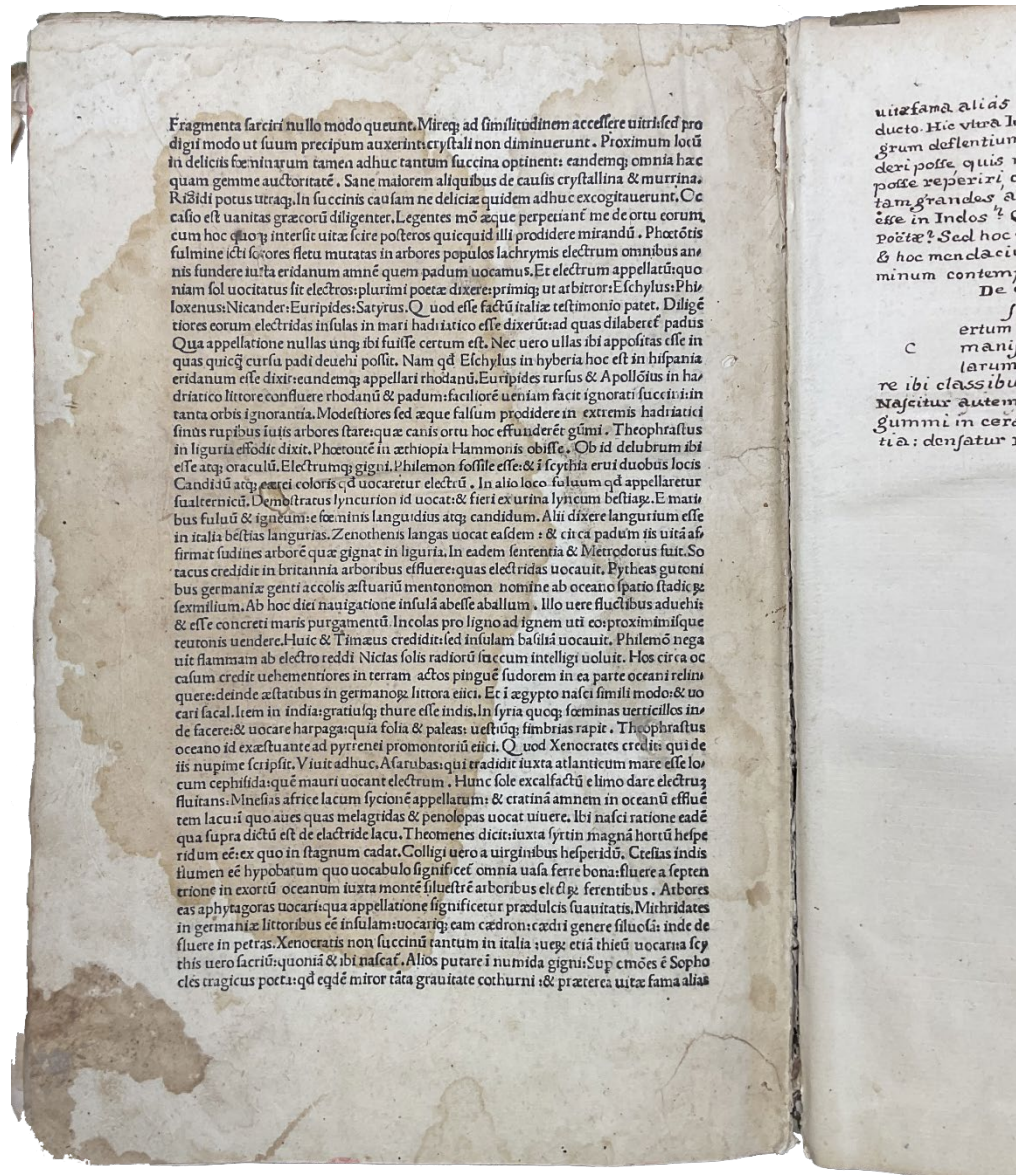 Fragmenta sarciri nullo modo queunt. Mireq; ad similitudinem accessere uitri: sed pro
digii modo ut suum precipum auxerint: crystali non diminuerunt. Proximum locū
in deliciis fœminarum tamen adhuc tantum succina optinent: eandemq; omnia hæc
quam gemme auctoritatē. Sane maiorem aliquibus de causis crystallina & murrina.
Rigidi potus utraq;. In succinis causam ne deliciæ quidem adhuc excogitauerunt. Oc
casio est uanitas græcorū diligenter. Legentes mō æque perpetiant me de ortu eorum.
cum hoc quoq; intersit uitæ scire posteros quicquid illi prodidere mirandū. Phœtōtis
fulmine icti sorores fletu mutatas in arbores populos lachrymis electrum omnibus an⸗
nis fundere iuxta eridanum amnē quem padum uocamus. Et electrum appellatū: quo
niam sol uocitatus sit electros: plurimi poetæ dixere: primiq; ut arbitror: Eschylus: Phi⸗
loxenus: Nicander: Euripides: Satyrus. Quod esse factū italiæ testimonio patet. Diligē
tiores eorum electridas insulas in mari hadriatico esse dixerūt: ad quas dilaberet padus
Qua appellatione nullas unq; ibi fuisse certum est. Nec uero ullas ibi appositas esse in
quas quicq̄ cursu padi deuehi possit. Nam qđ Eschylus in hyberia hoc est in hispania
eridanum esse dixit: eundemq; appellari rhodanū. Euripides rursus & Apollōius in ha⸗
driatico littore confluere rhodanū & padum: faciliorē ueniam facit ignorati succini: in
tanta orbis ignorantia. Modestiores sed æque falsum prodidere in extremis hadriatici
sinus rupibus iuiis arbores stare: quæ canis ortu hoc effunderēt gūmi. Theophrastus
in liguria effodit dixit. Phœtontē in æthiopia Hammonis obisse. Ob id delubrum ibi
esse atq; oraculū. Electrumq; gigni. Philemon fossile esse: & ī scythia erui duobus locis
Candidū atq; cærei coloris qđ uocaretur electrū. In alio loco fuluum qđ appellaretur
sualternicū. Demostratus lyncurion id uocat: & fieri ex urina lyncum bestiaꝝ. E mari⸗
bus fuluū & igneum: e fœminis languidius atq; candidum. Alii dixere langurium esse
in italia bestias langurias. Zenothenis langas uocat easdem: & circa padum iis uitā af⸗
firmat sudines arborē quæ gignat in liguria. In eadem sententia & Metrodorus fuit. So
tacus credidit in britannia arboribus effluere: quas electridas uocauit. Pytheas gutoni
bus germaniæ genti accolis æstuariū mentonomon nomine ab oceano spatio stadioꝝ
sexmilium. Ab hoc diei nauigatione insulā abesse aballum. Illo uere fluctibus aduehi:
& esse concreti maris purgamentū. Incolas pro ligno ad ignem uti eo: proximimisque
teutonis uendere. Huic & Timæus credidit: sed insulam basiliā uocauit. Philemō nega
uit flammam ab electro reddi Nicias solis radiorū succum intelligi uoluit. Hos circa oc
casum credit uehementiores in terram actos pinguē sudorem in ea parte oceani relin⸗
quere: deinde æstatibus in germanoꝝ littora eiici. Et ī ægypto nasci simili modo: & uo
cari sacal. Item in india: gratiusq; thure esse indis. In syria quoq; fœminas uerticillos in⸗
de facere: & uocare harpaga: quia folia & paleas: uestiūq; fimbrias rapit. Theophrastus
oceano id exæstuante ad pyrrenei promontoriū eiici. Quod Xenocrates credit: qui de
iis nupime scripsit. Viuit adhuc. Asarubas: qui tradidit iuxta atlanticum mare esse lo⸗
cum cephisida: quē mauri uocant electrum. Hunc sole excalfactū e limo dare electruꝫ
fluitans: Mnesias africe lacum sycionē appellatum: & cratinā amnem in oceanū efflue
tem lacu: ī quo aues quas melagridas & penolopas uocat uiuere. Ibi nasci ratione eadē
qua supra dictū est de elactride lacu. Theomenes dicit: iuxta syrtin magnā hortū hespe
ridum eē: ex quo in stagnum cadat. Colligi uero a uirginibus hesperidū. Ctesias indis
flumen eē hypobatum quo uocabulo significet omnia uasa ferre bona: fluere a septen
trione in exortū oceanum iuxta montē siluestrē arboribus electꝝ ferentibus. Arbores
eas aphytagoras uocari: qua appellatione significetur prædulcis suauitatis. Mithridates
in germaniæ littoribus eē insulam: uocariq; eam cædron: cædri genere siluosā: inde de
fluere in petras. Xenocratis non succinū tantum in italia: ueꝝ etiā thieū uocari: a scy
this uero sacriū: quoniā & ibi nascat. Alios putare ī numida gigni: Sup omōes ē Sopho
cles tragicus poeta: qđ eqdē miror tāta grauitate cothurni: & præterea uitæ fama alias
uitæ fama alias
ducto. Hic vltra
grum deflentium
deri posse, quis
posse reperiri,
tam grandes
esse in Indos?
Poëtæ? Sed hoc
& hoc mendaciu
minum contem
De
ertum
C mani
larum
re ibi classibu
Nascitur autem
gummi in cera
tia: densatur